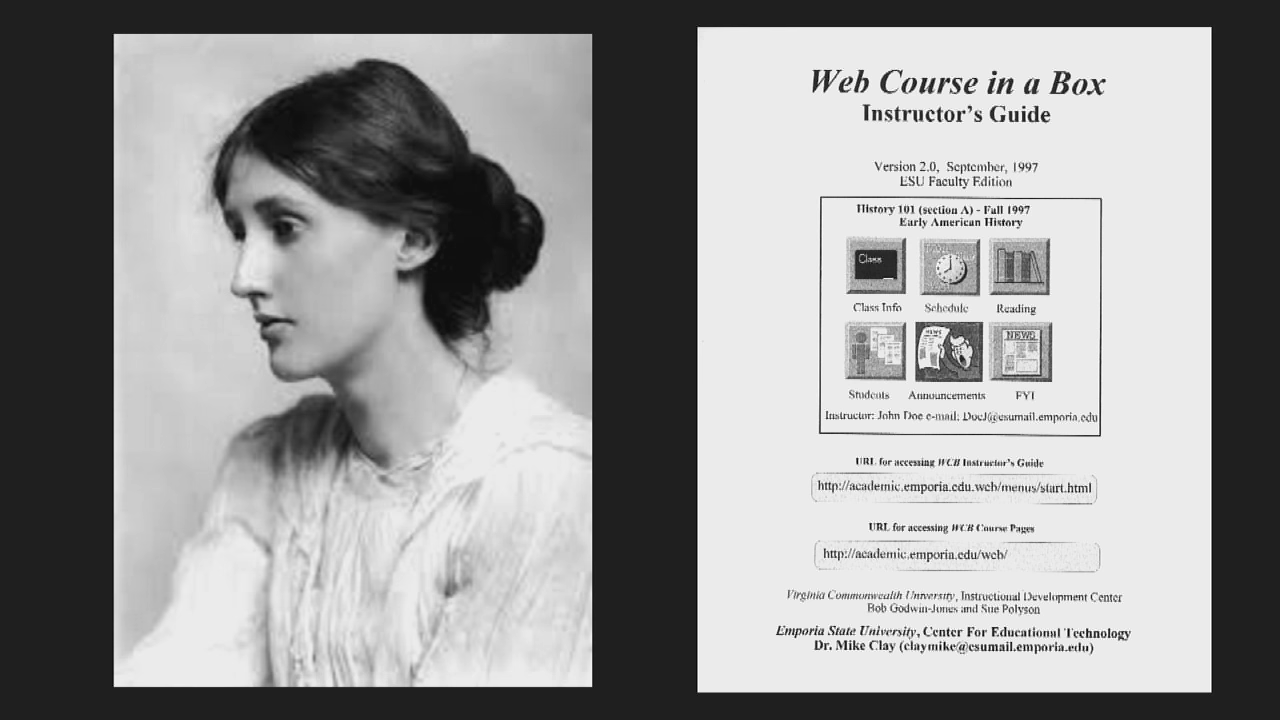 Web Course in a Box
Instructor's Guide
Version 2.0, September, 1997
ESU Faculty Edition
History 101 (section A) - Fall 1997
Early American History
Class
Class Info Schedule Reading
NEWS NEWS
Students Announcements FYI
Instructor: John Doe e-mail: DoeJ@esumail.emporia.edu
URL for accessing WCB Instructor's Guide
http://academic.emporia.edu.wcb/menus/start.html
URL for accessing WCB Course Pages
http://academic.emporia.edu/wcb/
Virginia Commonwealth University, Instructional Development Center
Bob Godwin-Jones and Sue Polyson
Emporia State University, Center For Educational Technology
Dr. Mike Clay (claymike@esumail.emporia.edu)